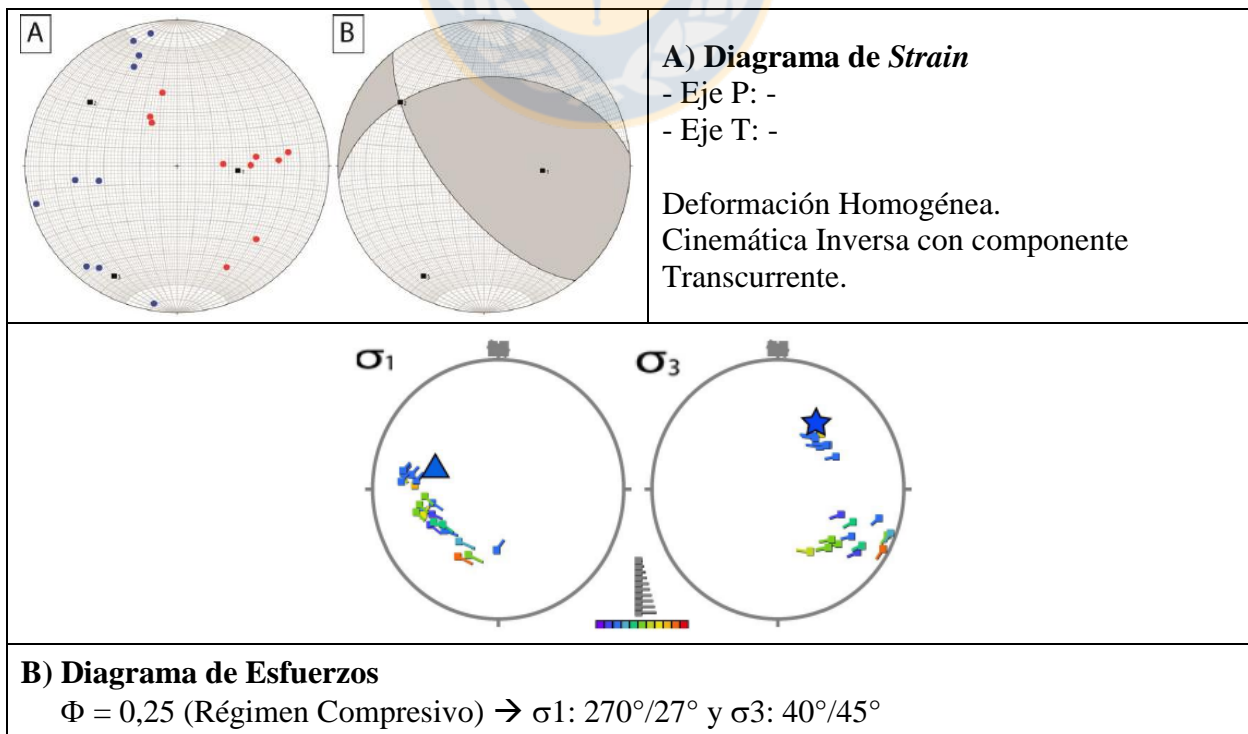 A
B
A) Diagrama de Strain
- Eje P: -
- Eje T: -
Deformación Homogénea.
Cinemática Inversa con componente
Transcurrente.
σ1
σ3
B) Diagrama de Esfuerzos
Φ = 0,25 (Régimen Compresivo) → σ1: 270°/27° y σ3: 40°/45°